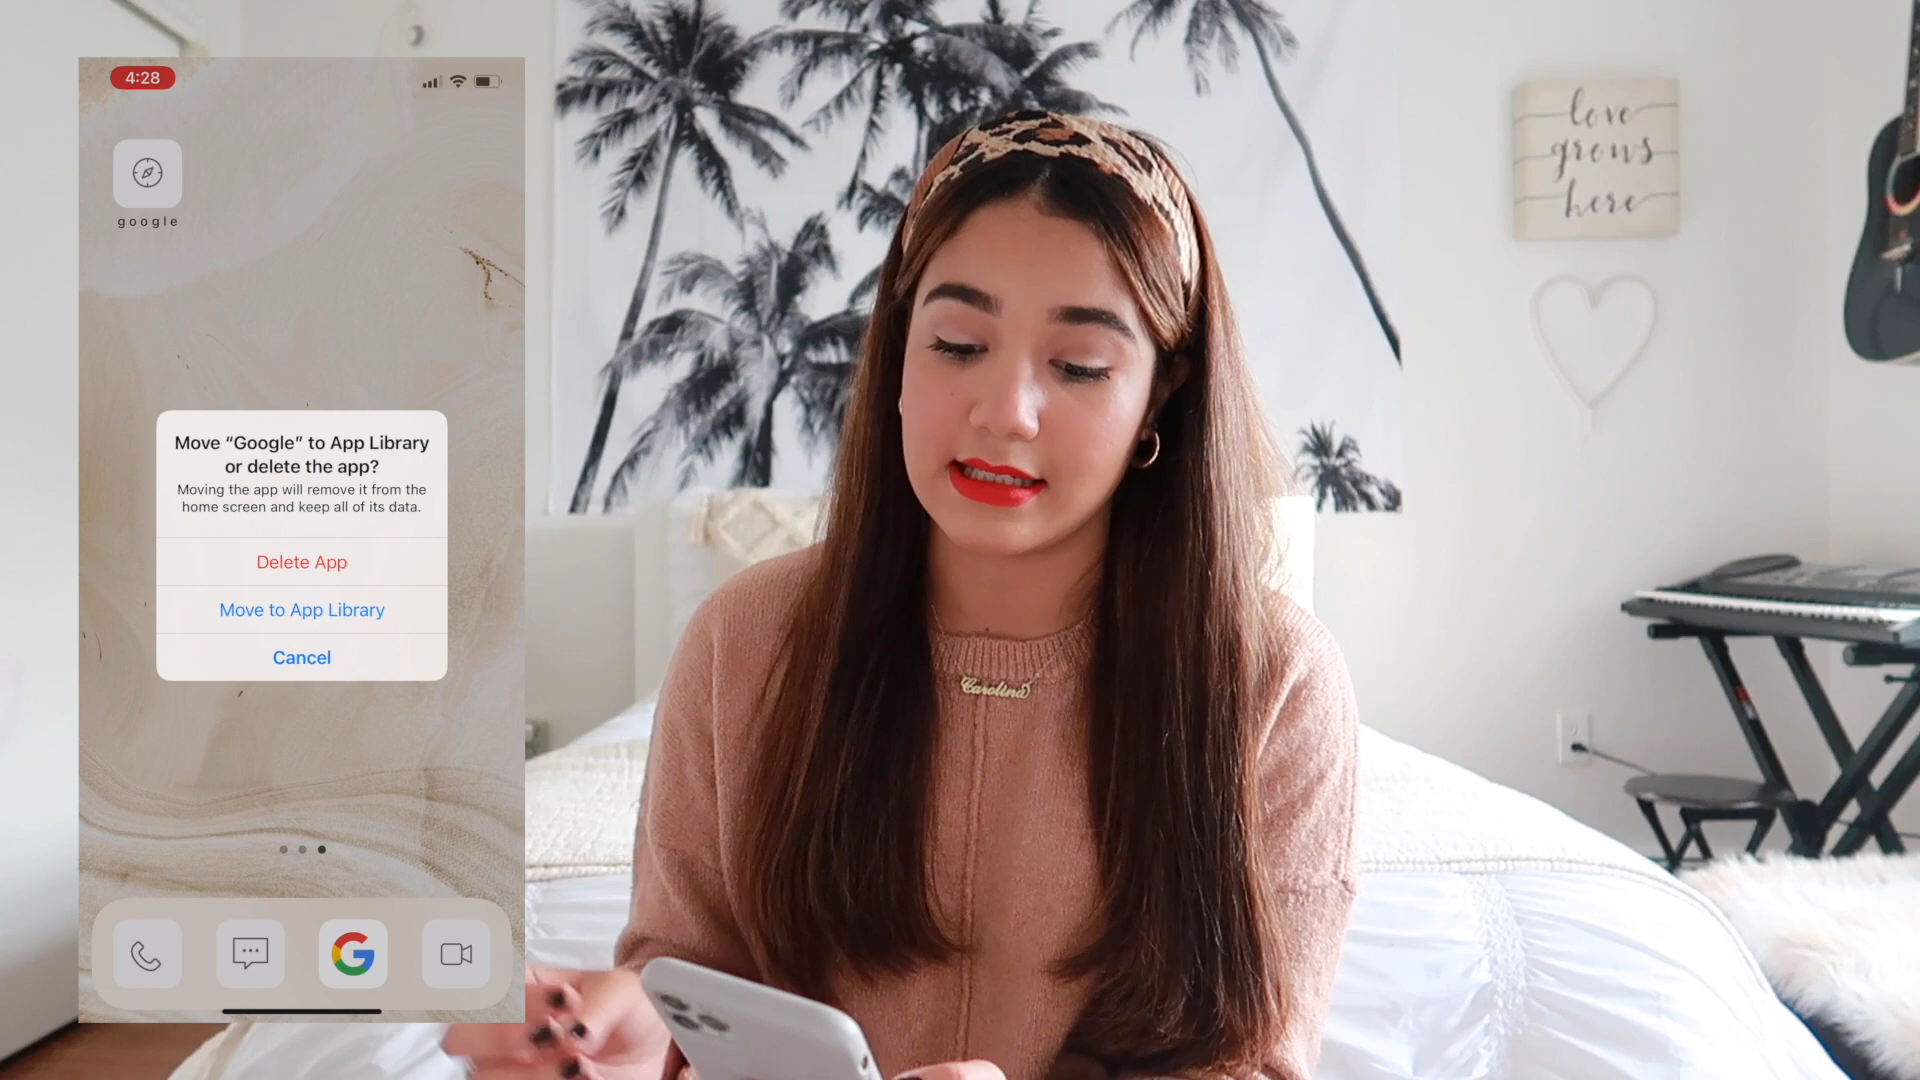 4:28
google
Move “Google” to App Library
or delete the app?
Moving the app will remove it from the
home screen and keep all of its data.
Delete App
Move to App Library
Cancel
love
grows
here
Carolina